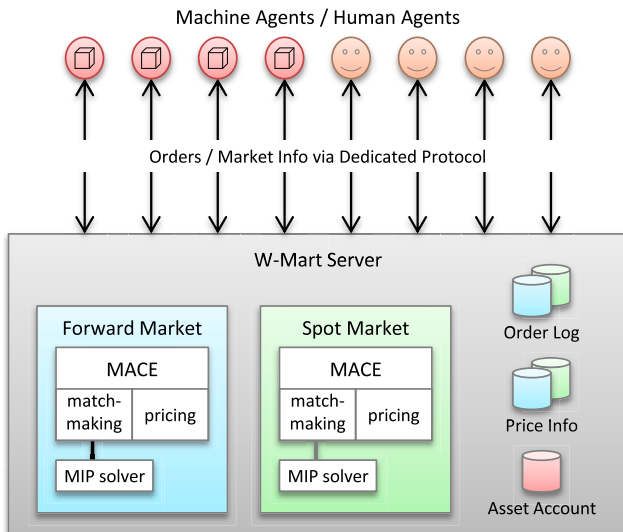 Machine Agents / Human Agents
Orders / Market Info via Dedicated Protocol
W-Mart Server
Forward Market
MACE
match-
making
pricing
MIP solver
Spot Market
MACE
match-
making
pricing
MIP solver
Order Log
Price Info
Asset Account